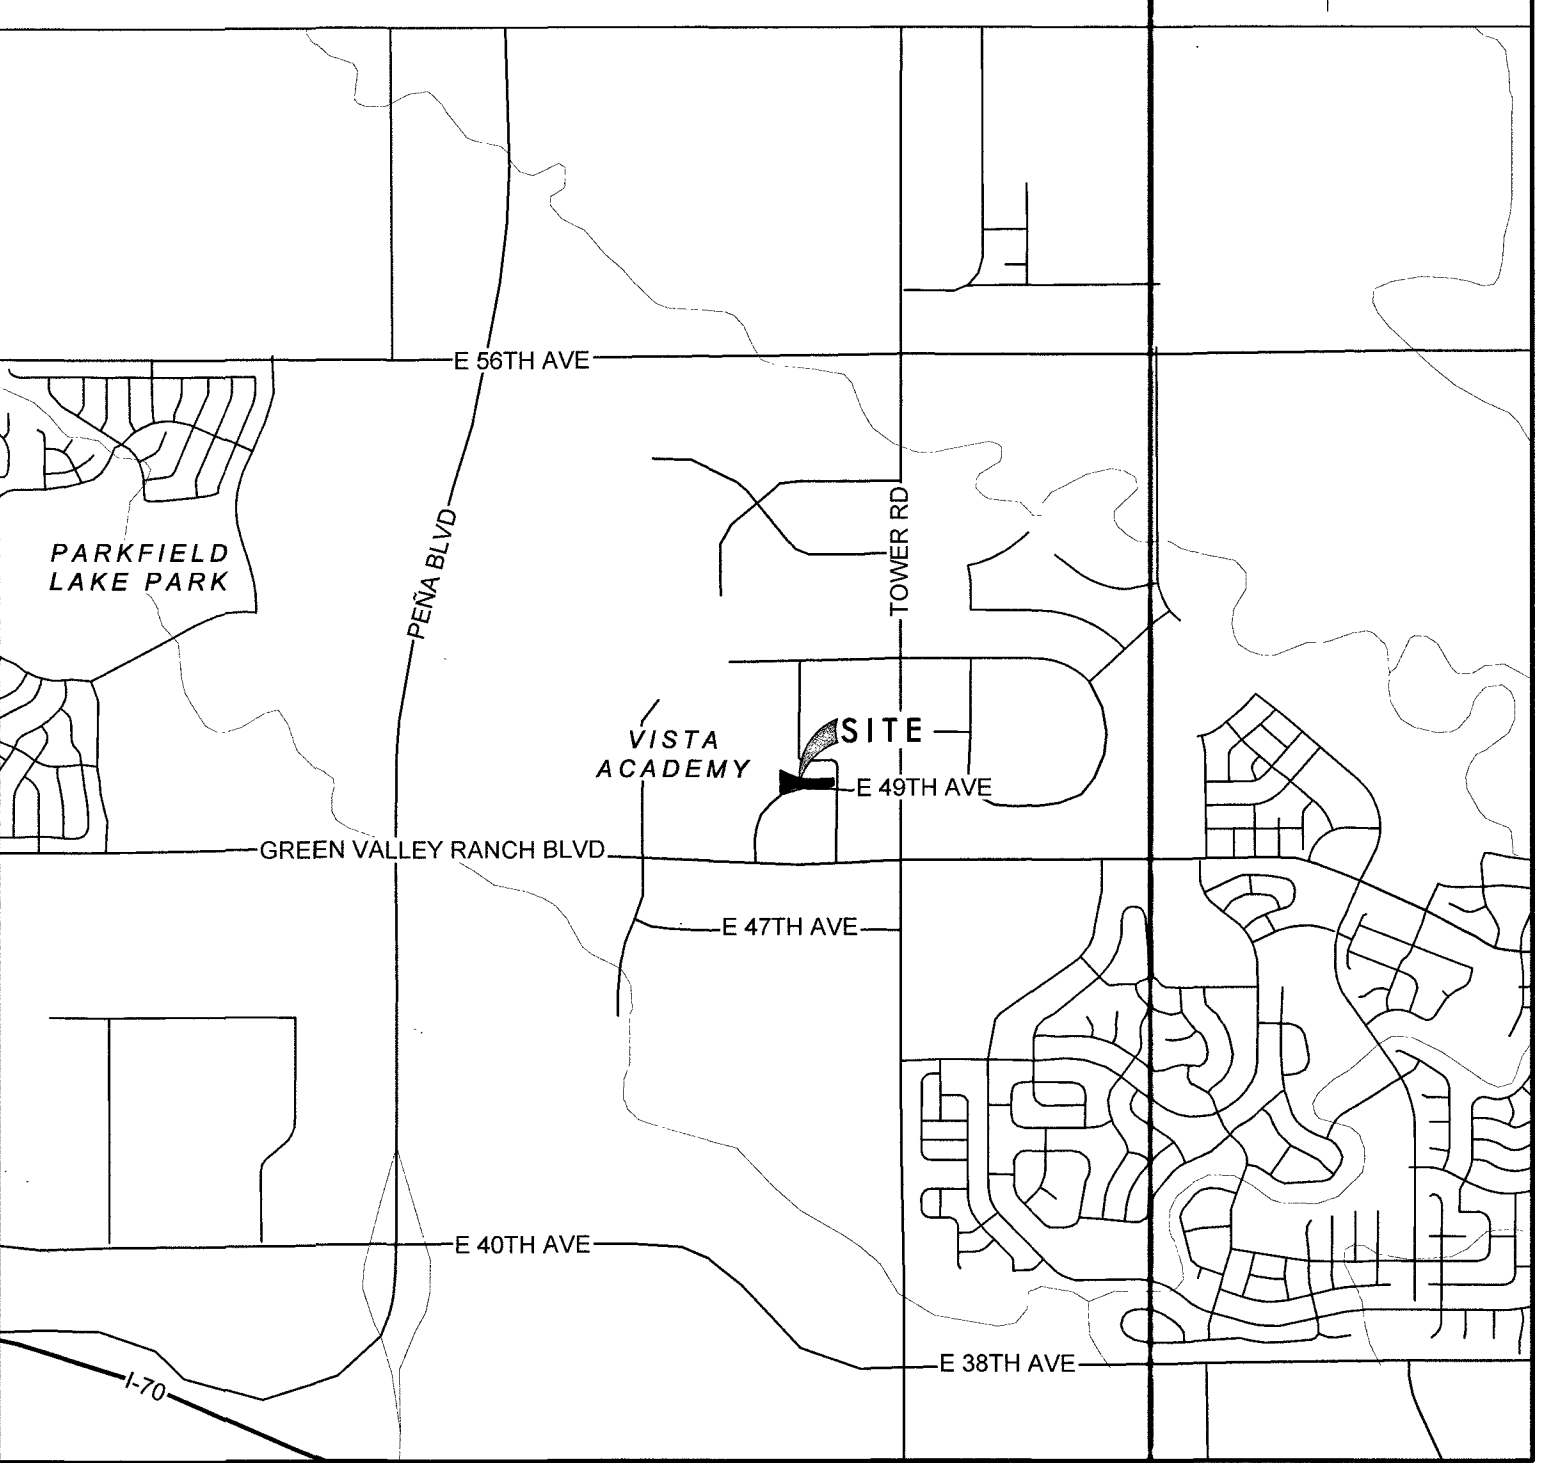 E 56TH AVE
TOWER RD
PEÑA BLVD
PARKFIELD
LAKE PARK
SITE
VISTA
ACADEMY
E 49TH AVE
GREEN VALLEY RANCH BLVD
E 47TH AVE
E 40TH AVE
E 38TH AVE
I-70